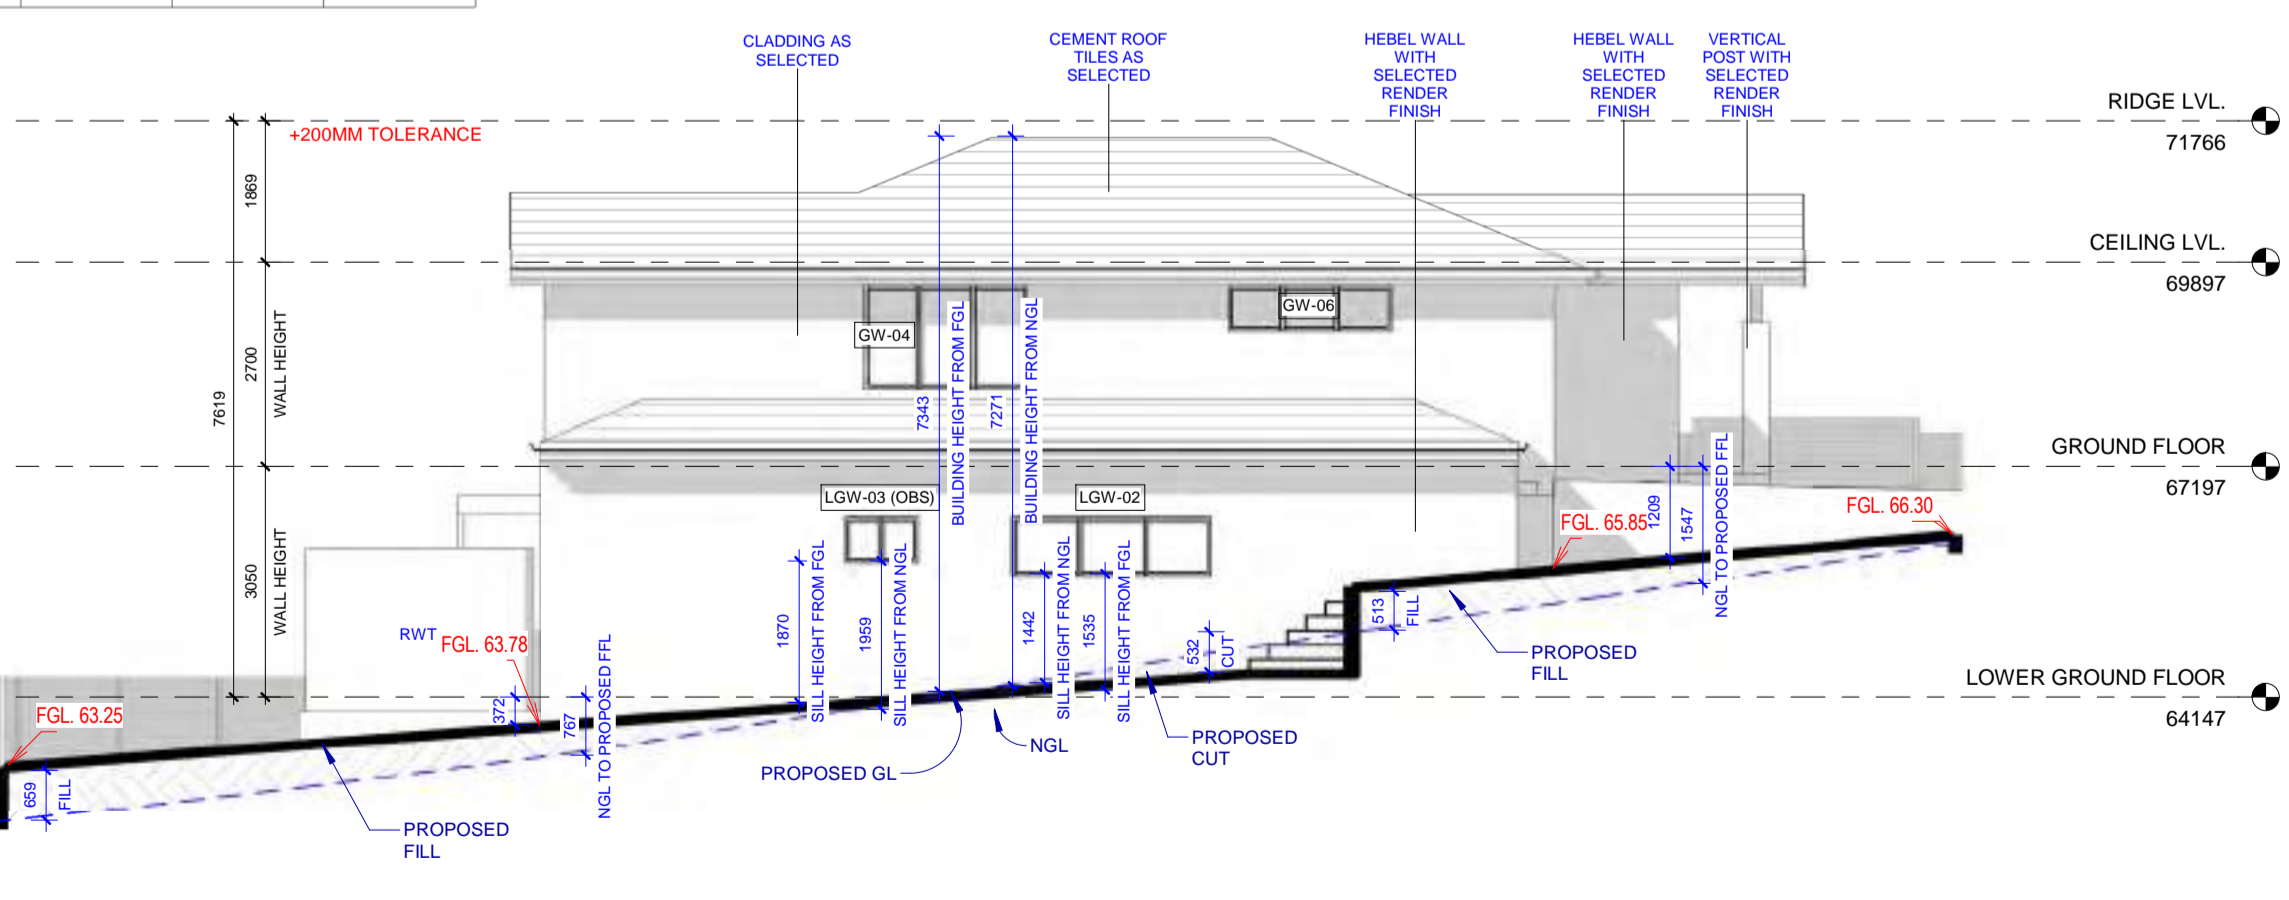 CLADDING AS
SELECTED
CEMENT ROOF
TILES AS
SELECTED
HEBEL WALL
WITH
SELECTED
RENDER
FINISH
HEBEL WALL
WITH
SELECTED
RENDER
FINISH
VERTICAL
POST WITH
SELECTED
RENDER
FINISH
RIDGE LVL.
71766
+200MM TOLERANCE
1869
CEILING LVL.
69897
GW-04
GW-06
2700
WALL HEIGHT
7619
7343
BUILDING HEIGHT FROM FGL
7271
BUILDING HEIGHT FROM NGL
GROUND FLOOR
67197
LGW-03 (OBS)
LGW-02
1209
1547
NGL TO PROPOSED FFL
FGL. 65.85
FGL. 66.30
3050
WALL HEIGHT
RWT
FGL. 63.78
1870
SILL HEIGHT FROM FGL
1959
SILL HEIGHT FROM NGL
1442
SILL HEIGHT FROM NGL
1535
SILL HEIGHT FROM FGL
532
CUT
513
FILL
PROPOSED
FILL
LOWER GROUND FLOOR
64147
FGL. 63.25
372
767
NGL TO PROPOSED FFL
NGL
PROPOSED
CUT
PROPOSED GL
659
FILL
PROPOSED
FILL